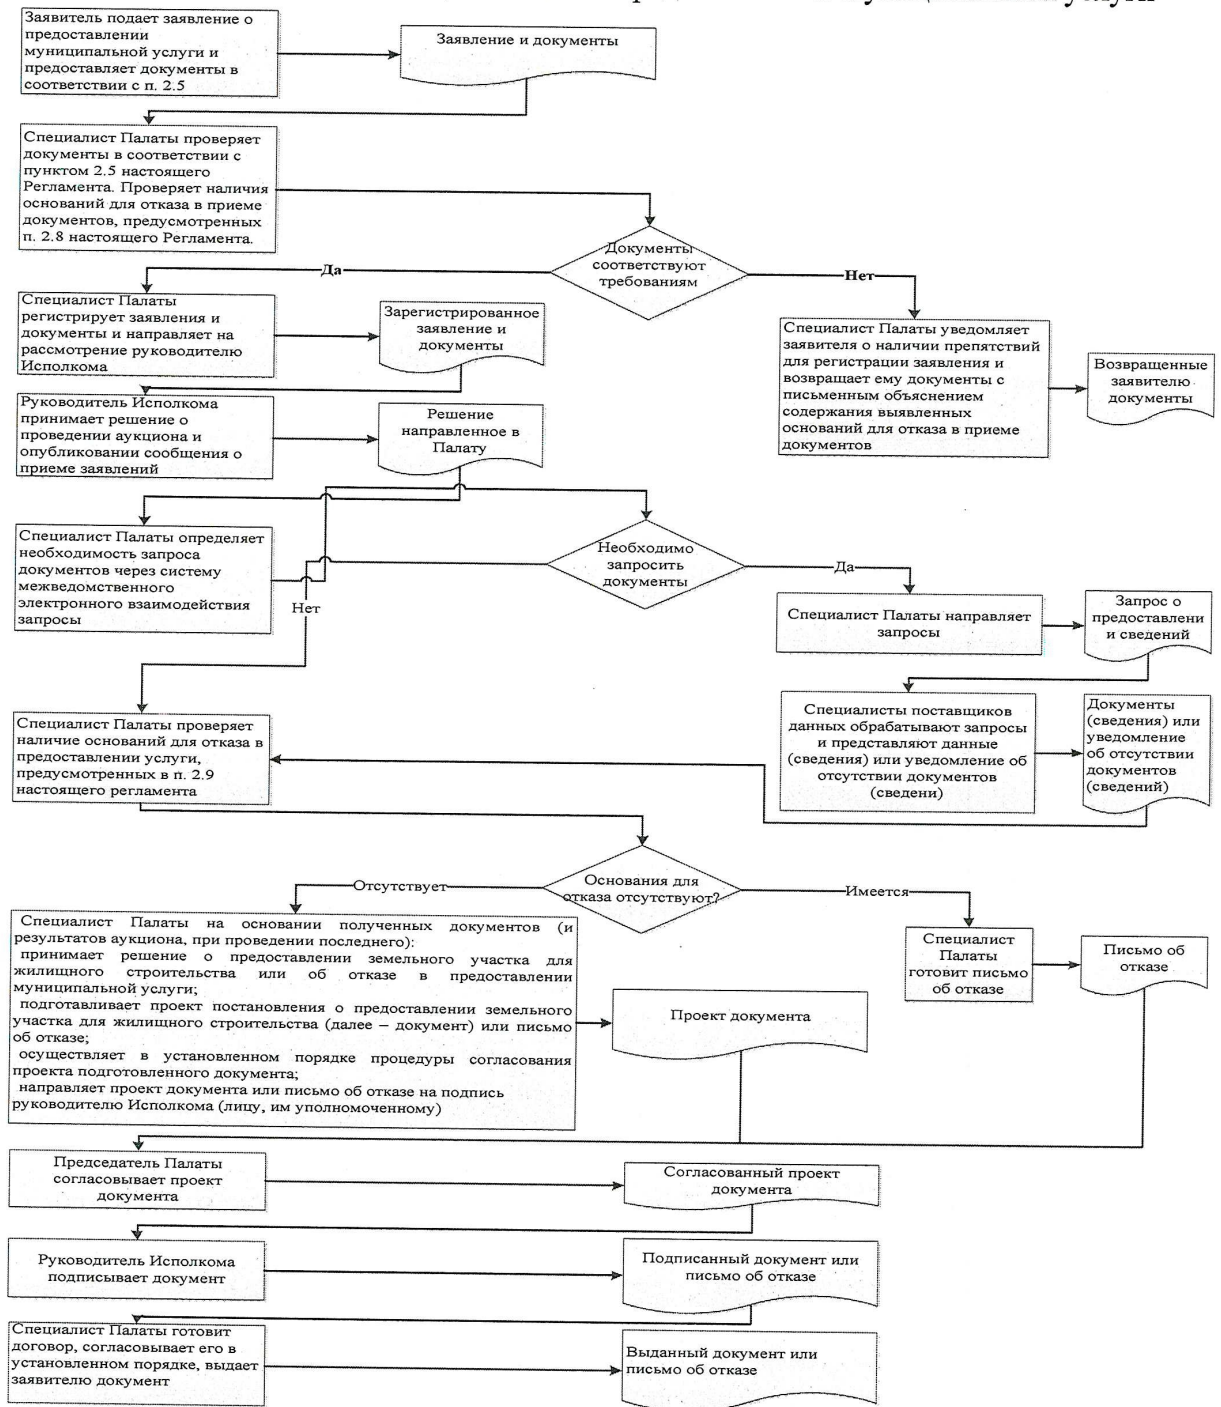 услуги
Заявитель подает заявление о
предоставлении
муниципальной услуги и
предоставляет документы в
соответствии с п. 2.5
Заявление и документы
Специалист Палаты проверяет
документы в соответствии с
пунктом 2.5 настоящего
Регламента. Проверяет наличия
оснований для отказа в приеме
документов, предусмотренных
п. 2.8 настоящего Регламента.
Документы
соответствуют
требованиям
Да
Нет
Специалист Палаты
регистрирует заявления и
документы и направляет на
рассмотрение руководителю
Исполкома
Зарегистрированное
заявление и
документы
Специалист Палаты уведомляет
заявителя о наличии препятствий
для регистрации заявления и
возвращает ему документы с
письменным объяснением
содержания выявленных
оснований для отказа в приеме
документов
Возвращенные
заявителю
документы
Руководитель Исполкома
принимает решение о
проведении аукциона и
опубликовании сообщения о
приеме заявлений
Решение
направленное в
Палату
Специалист Палаты определяет
необходимость запроса
документов через систему
межведомственного
электронного взаимодействия
запросы
Необходимо
запросить
документы
Нет
Да
Специалист Палаты направляет
запросы
Запрос о
предоставлени
и сведений
Специалисты поставщиков
данных обрабатывают запросы
и представляют данные
(сведения) или уведомление об
отсутствии документов
(сведени)
Документы
(сведения) или
уведомление
об отсутствии
документов
(сведений)
Специалист Палаты проверяет
наличие оснований для отказа в
предоставлении услуги,
предусмотренных в п. 2.9
настоящего регламента
Основания для
отказа отсутствуют?
Отсутствует
Имеется
Специалист Палаты на основании полученных документов (и
результатов аукциона, при проведении последнего):
принимает решение о предоставлении земельного участка для
жилищного строительства или об отказе в предоставлении
муниципальной услуги;
подготавливает проект постановления о предоставлении земельного
участка для жилищного строительства (далее – документ) или письмо
об отказе;
осуществляет в установленном порядке процедуры согласования
проекта подготовленного документа;
направляет проект документа или письмо об отказе на подпись
руководителю Исполкома (лицу, им уполномоченному)
Проект документа
Специалист
Палаты
готовит письмо
об отказе
Письмо об
отказе
Председатель Палаты
согласовывает проект
документа
Согласованный проект
документа
Руководитель Исполкома
подписывает документ
Подписанный документ или
письмо об отказе
Специалист Палаты готовит
договор, согласовывает его в
установленном порядке, выдает
заявителю документ
Выданный документ или
письмо об отказе